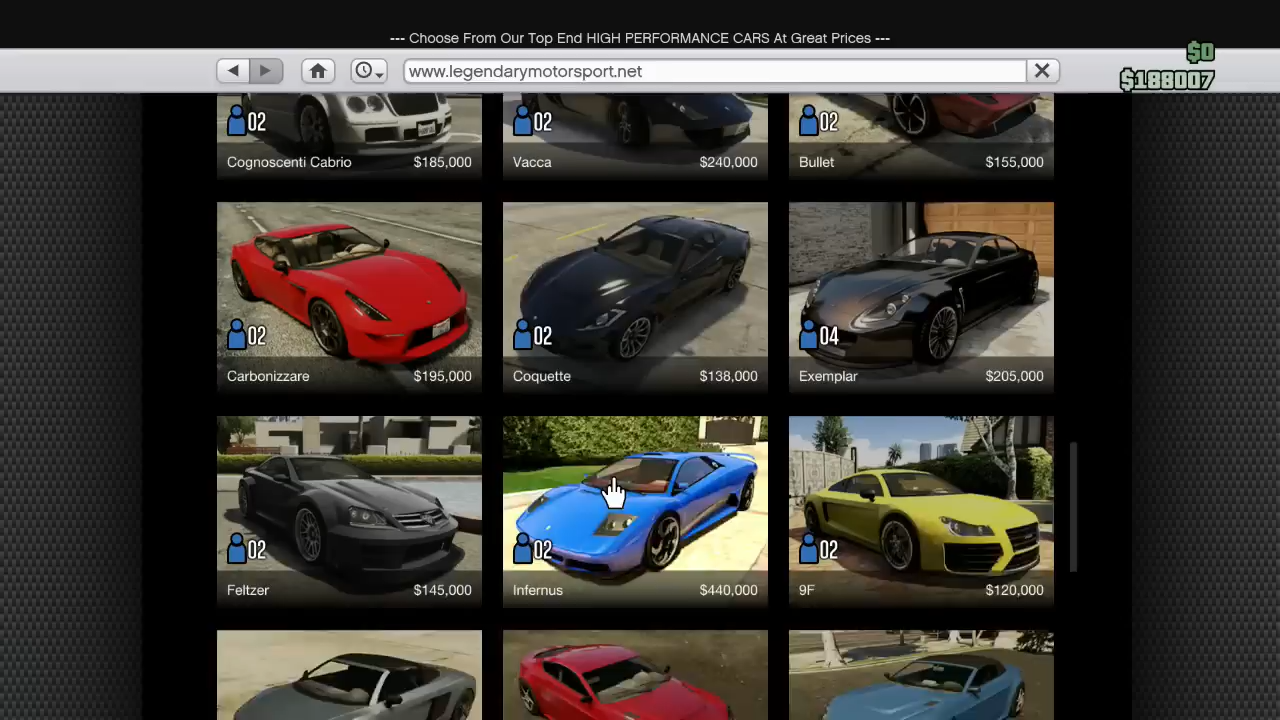 --- Choose From Our Top End HIGH PERFORMANCE CARS At Great Prices ---
$0
www.legendarymotorsport.net
$188007
02
02
02
Cognoscenti Cabrio $185,000
Vacca $240,000
Bullet $155,000
02
02
04
Carbonizzare $195,000
Coquette $138,000
Exemplar $205,000
02
02
02
Feltzer $145,000
Infernus $440,000
9F $120,000